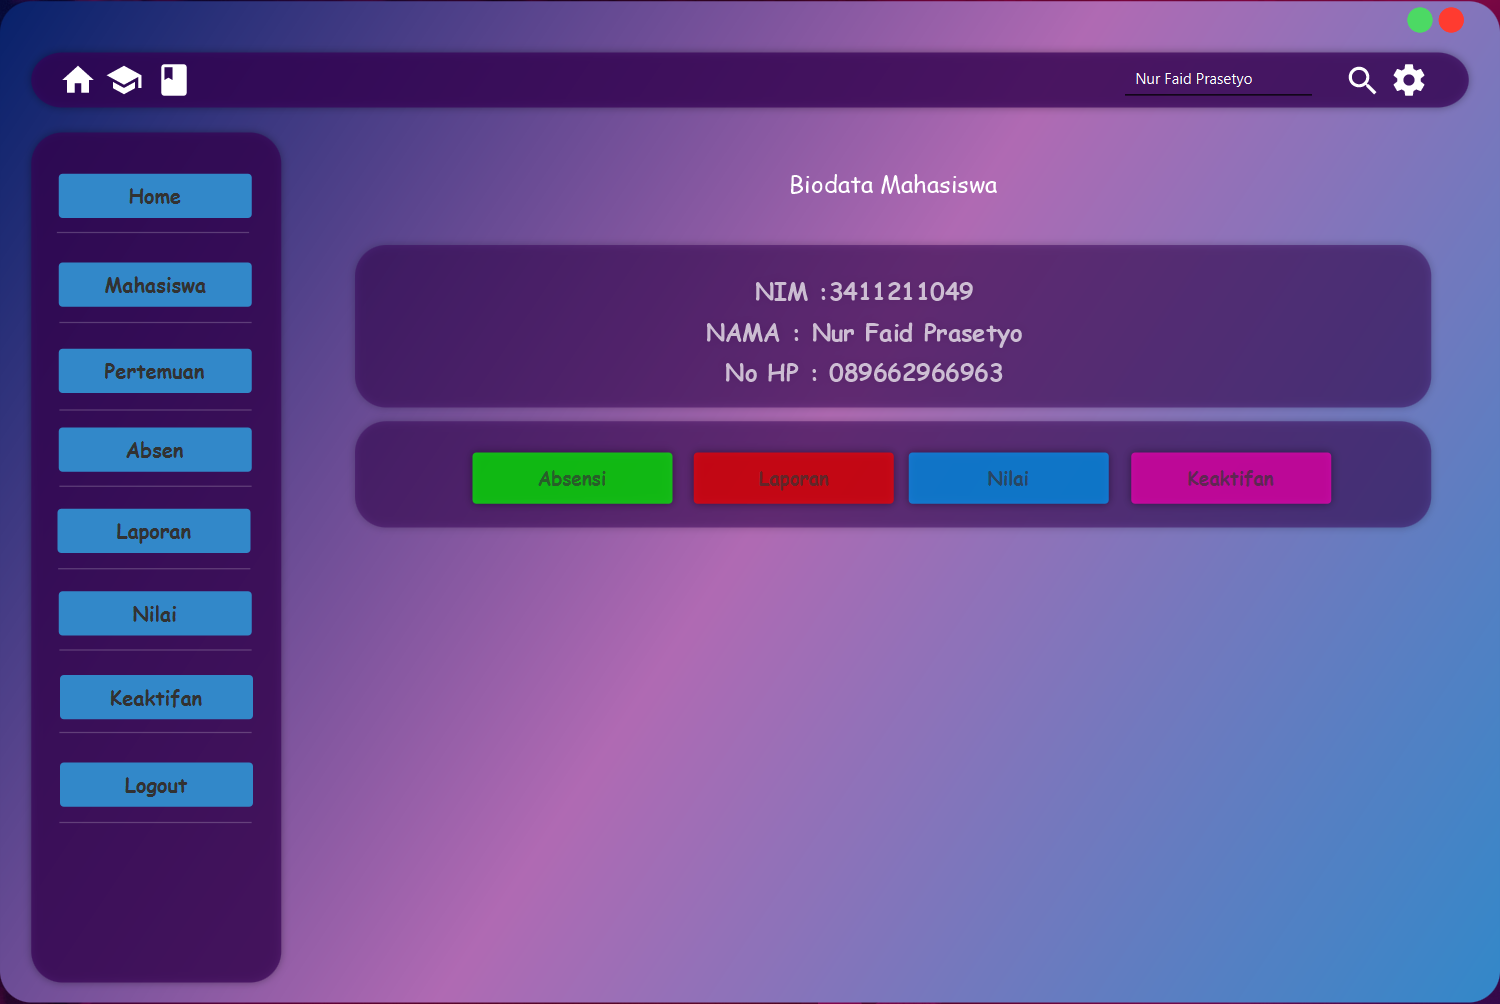 Nur Faid Prasetyo
Home
Mahasiswa
Pertemuan
Absen
Laporan
Nilai
Keaktifan
Logout
Biodata Mahasiswa
NIM :3411211049
NAMA : Nur Faid Prasetyo
No HP : 089662966963
Absensi
Laporan
Nilai
Keaktifan